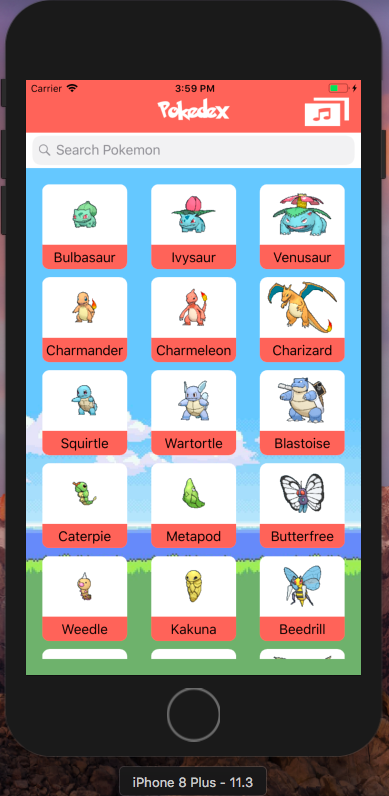 Carrier 3:59 PM
Pokedex
Search Pokemon
Bulbasaur Ivysaur Venusaur
Charmander Charmeleon Charizard
Squirtle Wartortle Blastoise
Caterpie Metapod Butterfree
Weedle Kakuna Beedrill
iPhone 8 Plus - 11.3